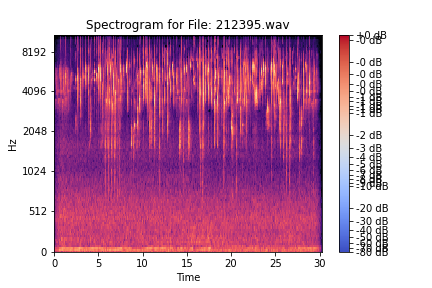 Spectrogram for File: 212395.wav
8192
4096
2048
1024
512
0
Hz
0
5
10
15
20
25
30
Time
+0 dB
-0 dB
-0 dB
-0 dB
-0 dB
-1 dB
-2 dB
-3 dB
-4 dB
-5 dB
-20 dB
-30 dB
-40 dB
-50 dB
-80 dB